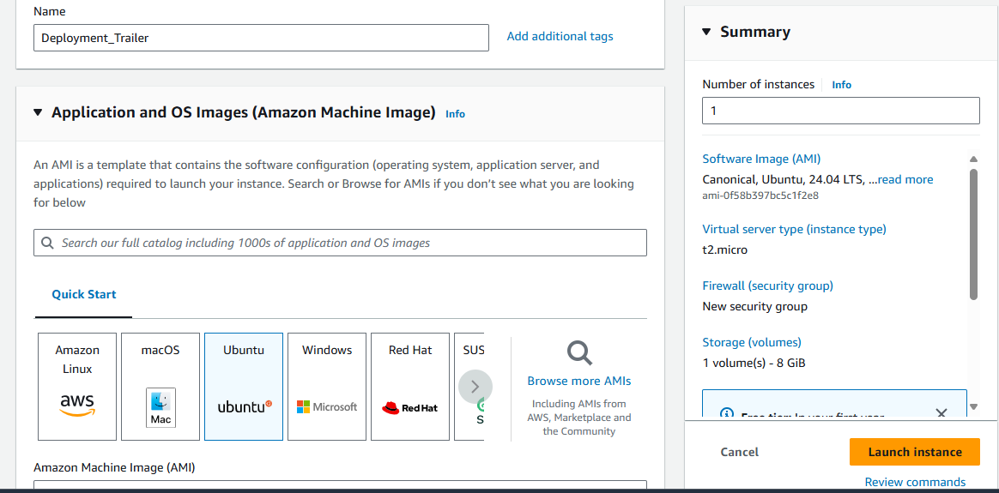 Name
Deployment_Trailer
Add additional tags
Application and OS Images (Amazon Machine Image) Info
An AMI is a template that contains the software configuration (operating system, application server, and
applications) required to launch your instance. Search or Browse for AMIs if you don't see what you are looking
for below
Search our full catalog including 1000s of application and OS images
Quick Start
Amazon
Linux
aws
macOS
Mac
Ubuntu
ubuntu
Windows
Microsoft
Red Hat
Red Hat
SUS
S
Browse more AMIs
Including AMIs from
AWS, Marketplace and
the Community
Amazon Machine Image (AMI)
Summary
Number of instances Info
1
Software Image (AMI)
Canonical, Ubuntu, 24.04 LTS, ...read more
ami-0f58b397bc5c1f2e8
Virtual server type (instance type)
t2.micro
Firewall (security group)
New security group
Storage (volumes)
1 volume(s) - 8 GiB
Free tier: In your first year
Cancel
Launch instance
Review commands